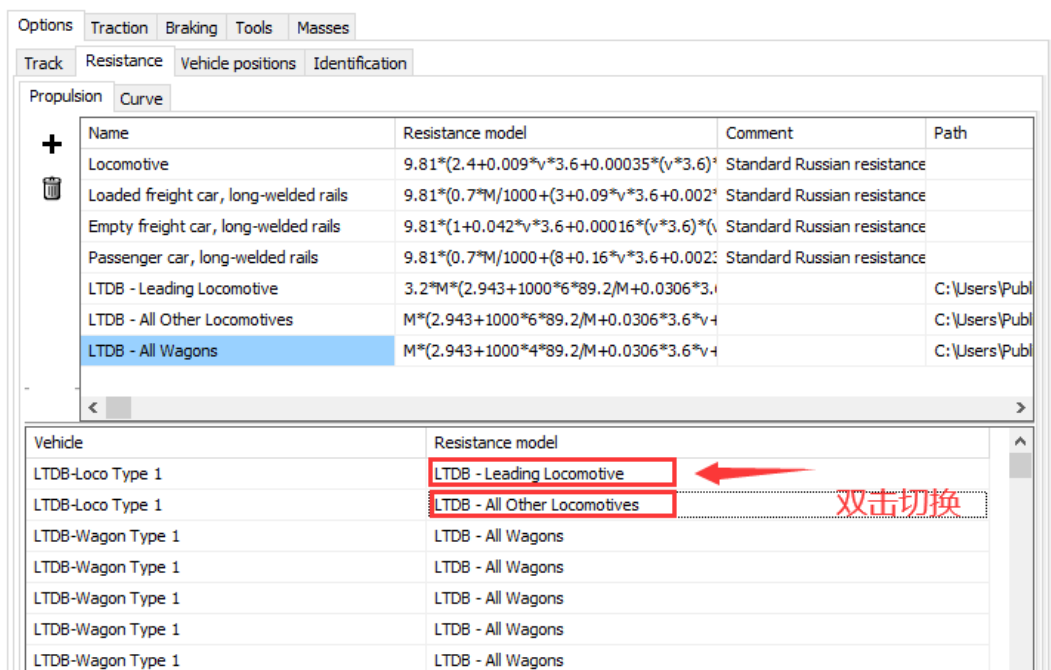 Options Traction Braking Tools Masses
Track Resistance Vehicle positions Identification
Propulsion Curve
Name Resistance model Comment Path
Locomotive 9.81*(2.4+0.009*v*3.6+0.00035*(v*3.6)* Standard Russian resistance
Loaded freight car, long-welded rails 9.81*(0.7*M/1000+(3+0.09*v*3.6+0.002* Standard Russian resistance
Empty freight car, long-welded rails 9.81*(1+0.042*v*3.6+0.00016*(v*3.6)*(v Standard Russian resistance
Passenger car, long-welded rails 9.81*(0.7*M/1000+(8+0.16*v*3.6+0.0023 Standard Russian resistance
LTDB - Leading Locomotive 3.2*M*(2.943+1000*6*89.2/M+0.0306*3.6 C:\Users\Publ
LTDB - All Other Locomotives M*(2.943+1000*6*89.2/M+0.0306*3.6*v+ C:\Users\Publ
LTDB - All Wagons M*(2.943+1000*4*89.2/M+0.0306*3.6*v+ C:\Users\Publ
Vehicle Resistance model
LTDB-Loco Type 1 LTDB - Leading Locomotive
LTDB-Loco Type 1 LTDB - All Other Locomotives 双击切换
LTDB-Wagon Type 1 LTDB - All Wagons
LTDB-Wagon Type 1 LTDB - All Wagons
LTDB-Wagon Type 1 LTDB - All Wagons
LTDB-Wagon Type 1 LTDB - All Wagons
LTDB-Wagon Type 1 LTDB - All Wagons